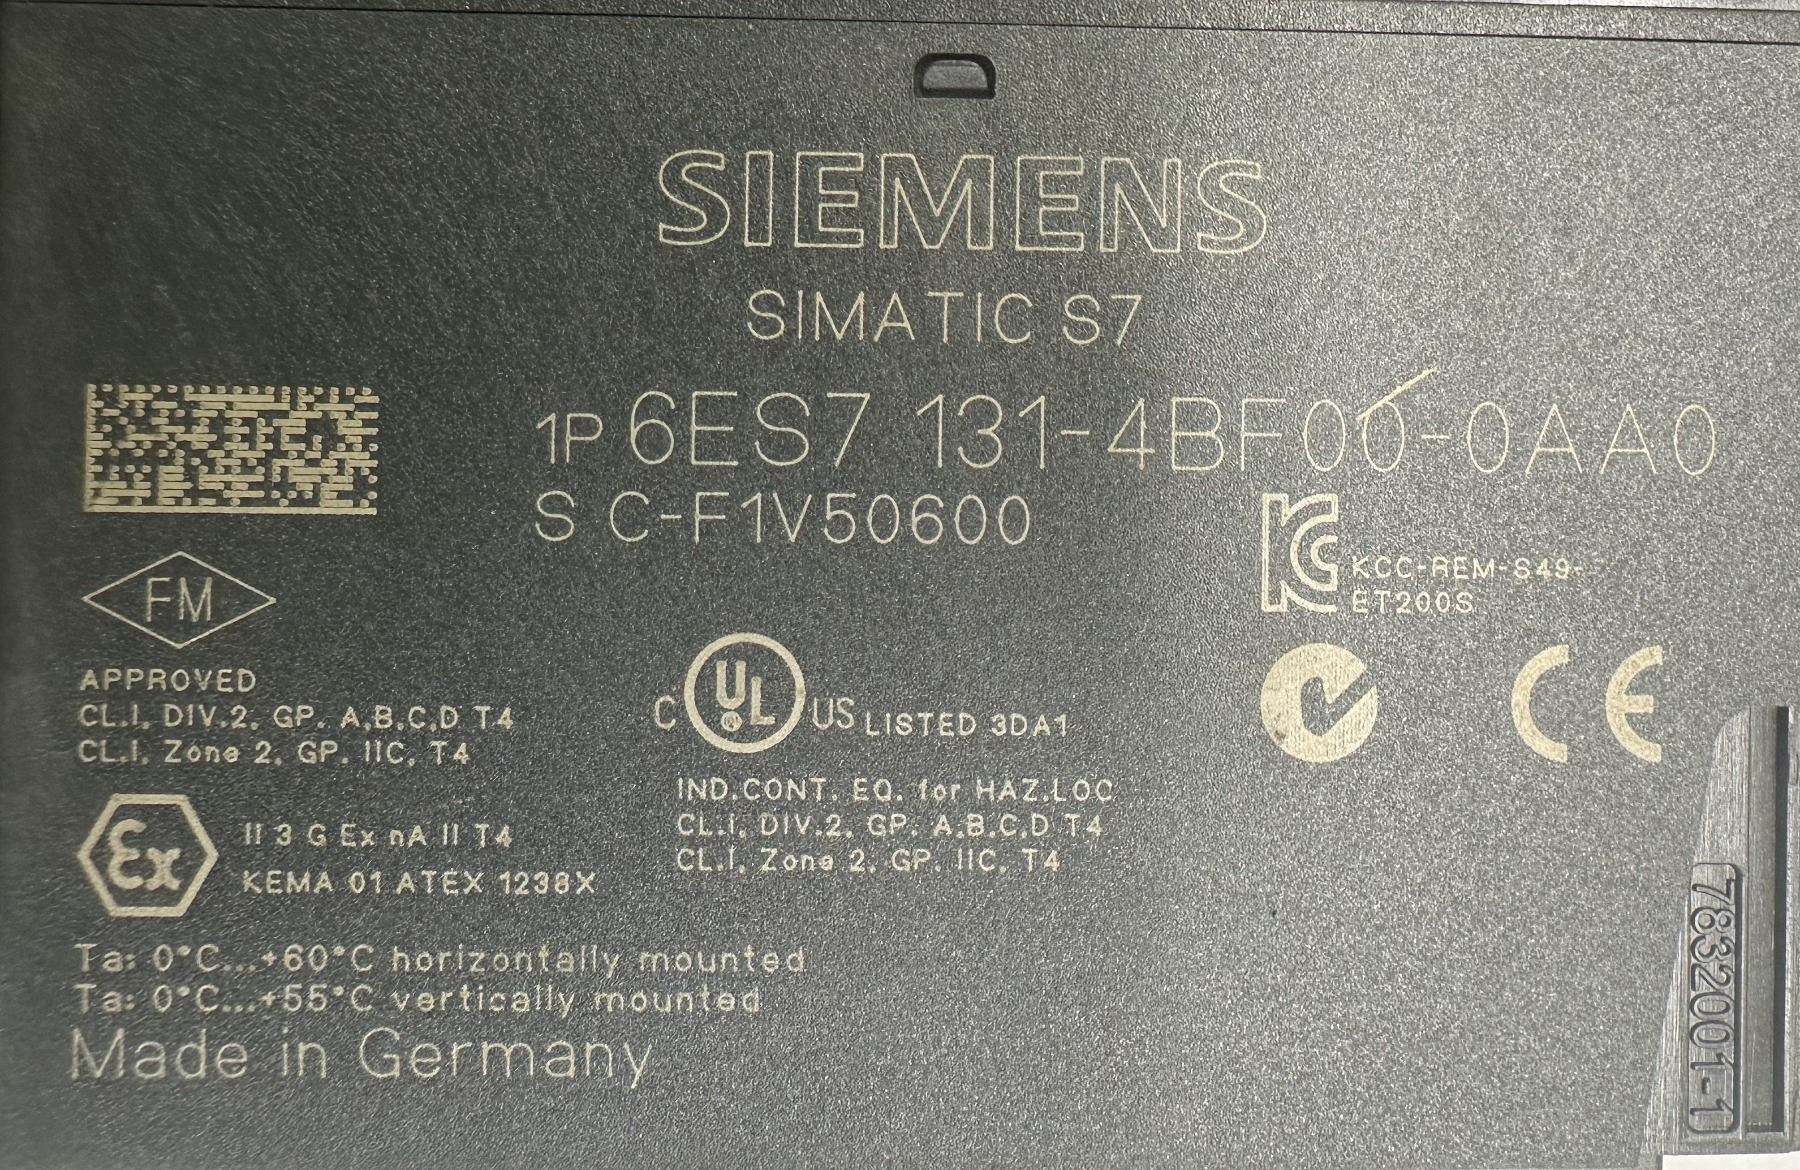 SIEMENS
SIMATIC S7
1P 6ES7 131-4BF00-0AA0
S C-F1V50600
KCC-REM-S49-
ET200S
FM
APPROVED
CL.I, DIV.2, GP. A,B,C,D T4
CL.I, Zone 2, GP. IIC, T4
C UL US LISTED 3DA1
IND.CONT. EQ. for HAZ.LOC
CL.I, DIV.2, GP. A,B,C,D T4
CL.I, Zone 2, GP. IIC, T4
CE
Ex
II 3 G Ex nA II T4
KEMA 01 ATEX 1238X
Ta: 0°C...+60°C horizontally mounted
Ta: 0°C...+55°C vertically mounted
Made in Germany
7832001-1